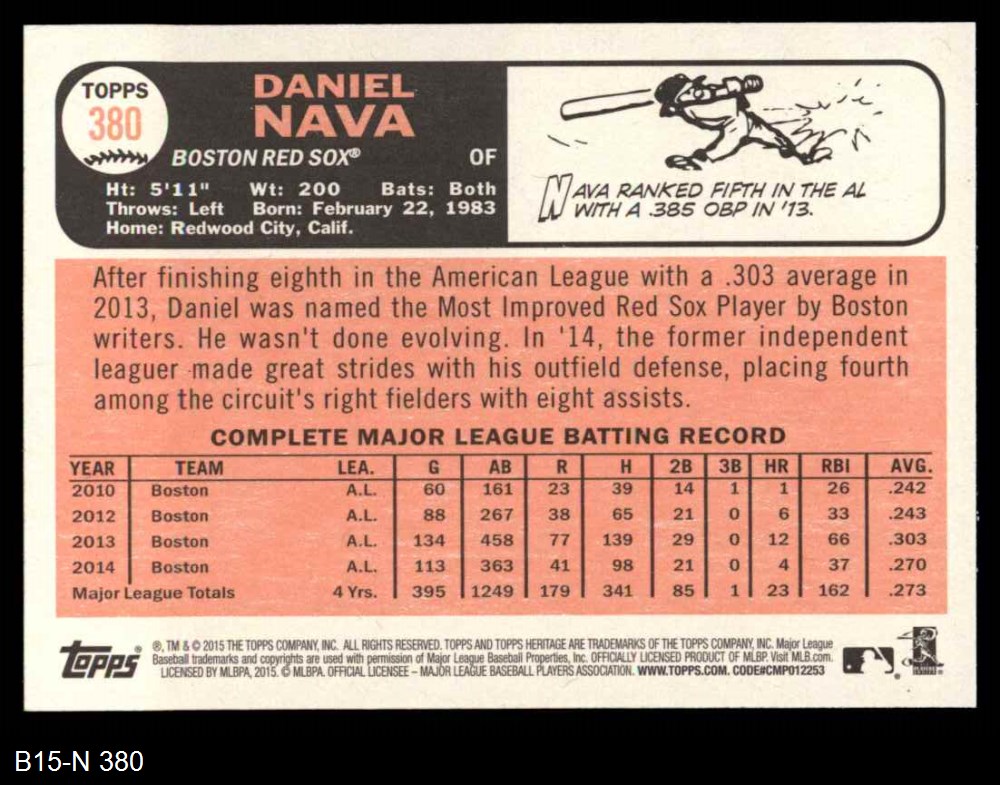 TOPPS
380
DANIEL
NAVA
BOSTON RED SOX® OF
Ht: 5'11" Wt: 200 Bats: Both
Throws: Left Born: February 22, 1983
Home: Redwood City, Calif.
NAVA RANKED FIFTH IN THE AL
WITH A .385 OBP IN '13.
After finishing eighth in the American League with a .303 average in
2013, Daniel was named the Most Improved Red Sox Player by Boston
writers. He wasn't done evolving. In '14, the former independent
leaguer made great strides with his outfield defense, placing fourth
among the circuit's right fielders with eight assists.
COMPLETE MAJOR LEAGUE BATTING RECORD
YEAR TEAM LEA. G AB R H 2B 3B HR RBI AVG.
2010 Boston A.L. 60 161 23 39 14 1 1 26 .242
2012 Boston A.L. 88 267 38 65 21 0 6 33 .243
2013 Boston A.L. 134 458 77 139 29 0 12 66 .303
2014 Boston A.L. 113 363 41 98 21 0 4 37 .270
Major League Totals 4 Yrs. 395 1249 179 341 85 1 23 162 .273
Topps®
®, TM & © 2015 THE TOPPS COMPANY, INC. ALL RIGHTS RESERVED. TOPPS AND TOPPS HERITAGE ARE TRADEMARKS OF THE TOPPS COMPANY, INC. Major League
Baseball trademarks and copyrights are used with permission of Major League Baseball Properties, Inc. OFFICIALLY LICENSED PRODUCT OF MLBP. Visit MLB.com.
LICENSED BY MLBPA, 2015. © MLBPA. OFFICIAL LICENSEE – MAJOR LEAGUE BASEBALL PLAYERS ASSOCIATION. WWW.TOPPS.COM. CODE#CMP012253
B15-N 380